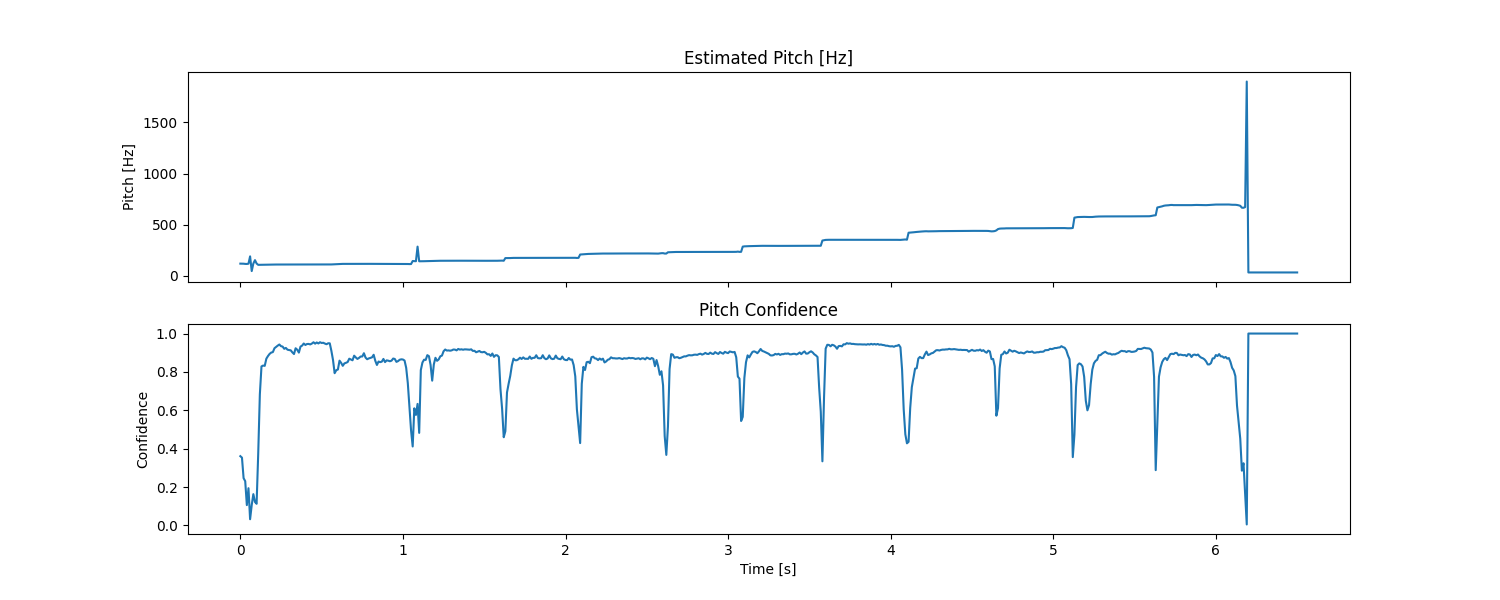 Estimated Pitch [Hz]
Pitch [Hz]
1500
1000
500
0
Pitch Confidence
Confidence
1.0
0.8
0.6
0.4
0.2
0.0
0 1 2 3 4 5 6
Time [s]